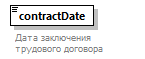 contractDate
Дата заключения
трудового договора